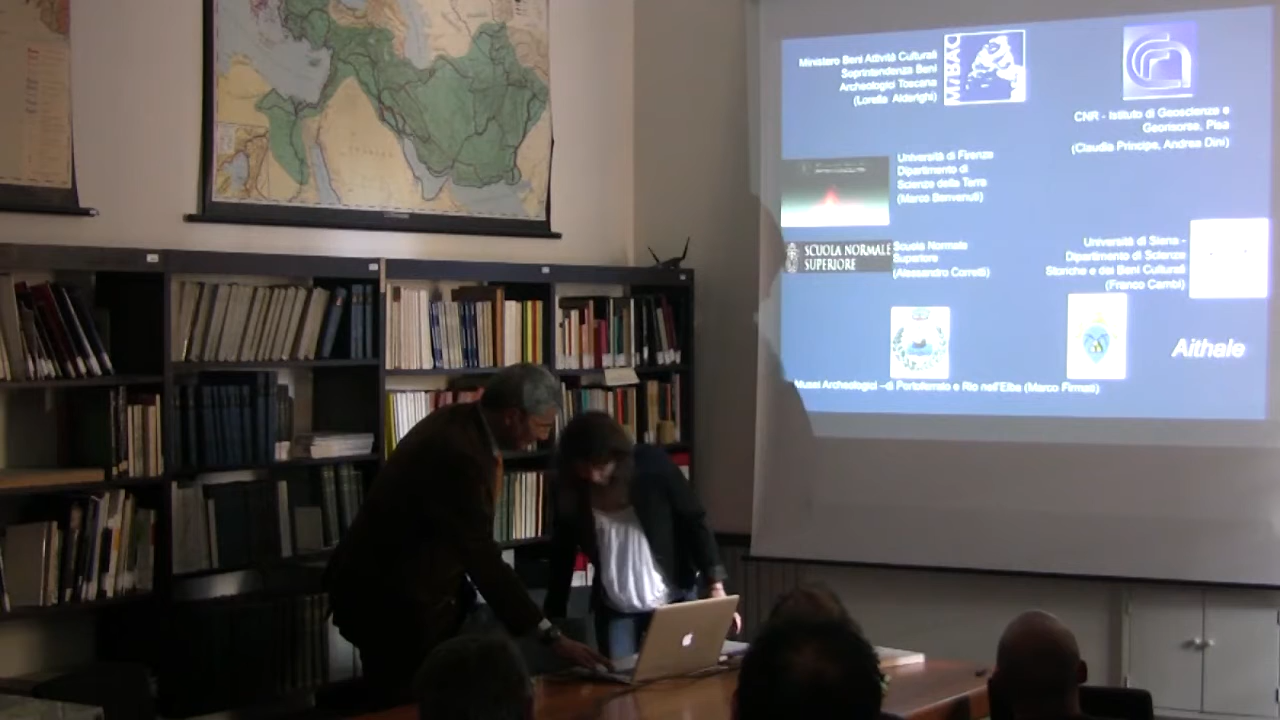 Ministero Beni Attività Culturali
Soprintendenza Beni
Archeologici Toscana
(Lorella Alderighi)
MiBAC
CNR - Istituto di Geoscienze e
Georisorse, Pisa
(Claudia Principe, Andrea Dini)
Università di Firenze
Dipartimento di
Scienze della Terra
(Marco Benvenuti)
SCUOLA NORMALE
SUPERIORE
Scuola Normale
Superiore
(Alessandro Corretti)
Università di Siena -
Dipartimento di Scienze
Storiche e dei Beni Culturali
(Franco Cambi)
Aithale
Musei Archeologici –di Portoferraio e Rio nell'Elba (Marco Firmati)